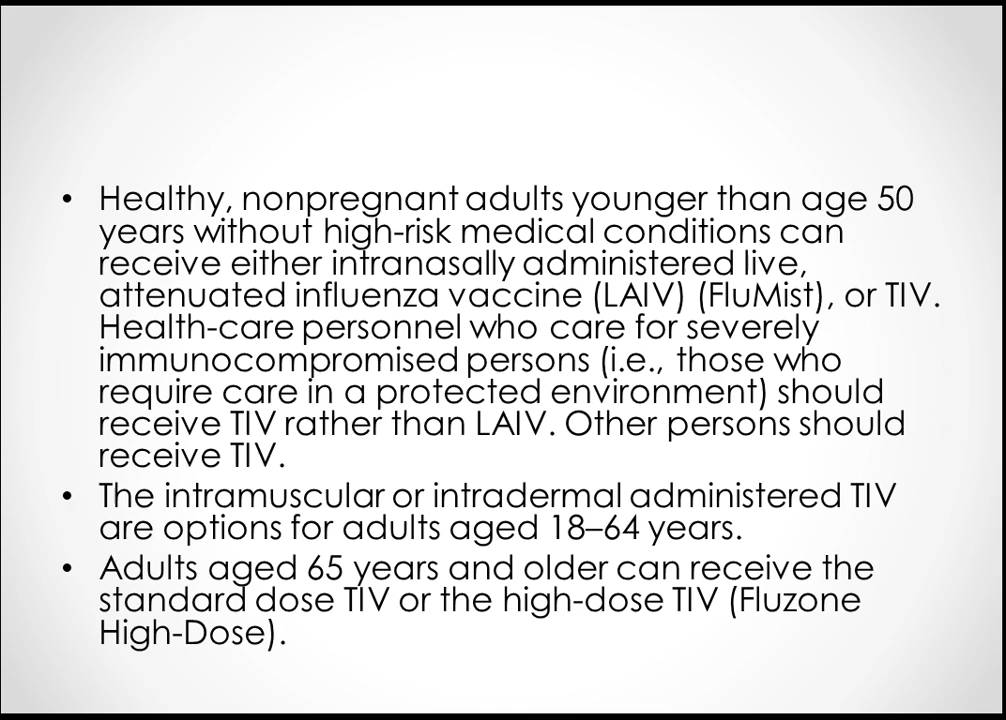 • Healthy, nonpregnant adults younger than age 50
years without high-risk medical conditions can
receive either intranasally administered live,
attenuated influenza vaccine (LAIV) (FluMist), or TIV.
Health-care personnel who care for severely
immunocompromised persons (i.e., those who
require care in a protected environment) should
receive TIV rather than LAIV. Other persons should
receive TIV.
• The intramuscular or intradermal administered TIV
are options for adults aged 18–64 years.
• Adults aged 65 years and older can receive the
standard dose TIV or the high-dose TIV (Fluzone
High-Dose).